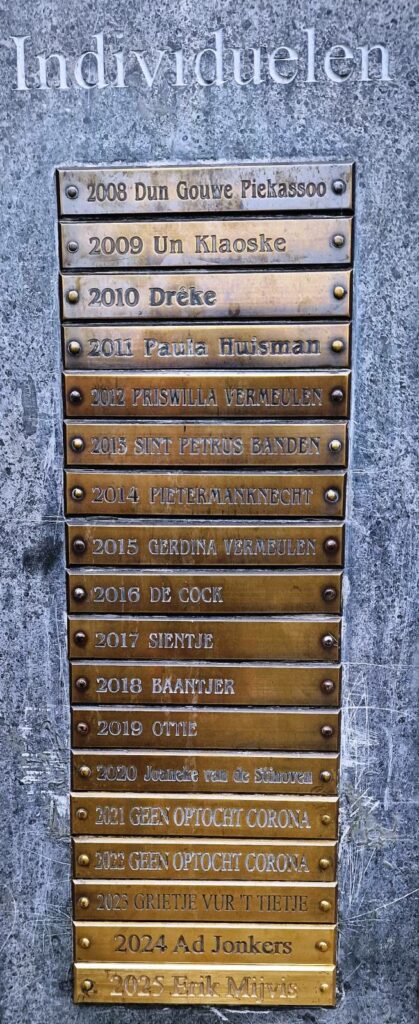 Individuelen
2008 Dun Gouwe Piekassoo
2009 Un Klaoske
2010 Drêke
2011 Paula Huisman
2012 PRISWILLA VERMEULEN
2013 SINT PETRUS BANDEN
2014 PIETERMANKNECHT
2015 GERDINA VERMEULEN
2016 DE COCK
2017 SIENTJE
2018 BAANTJER
2019 OTTIE
2020 Joaneke van de Stihoven
2021 GEEN OPTOCHT CORONA
2022 GEEN OPTOCHT CORONA
2023 GRIETJE VUR 'T TIETJE
2024 Ad Jonkers
2025 Erik Mijvis